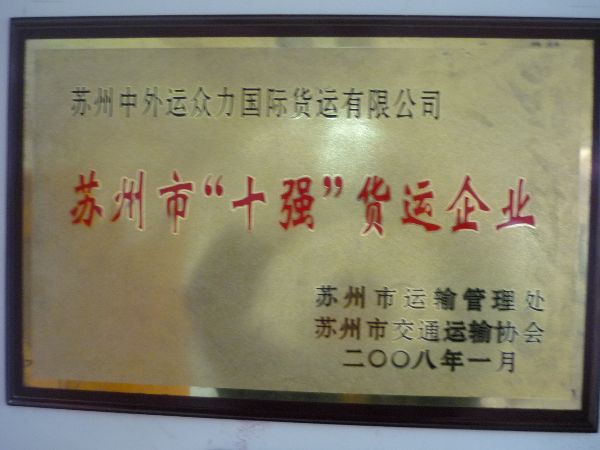 苏州中外运众力国际货运有限公司
苏州市“十强”货运企业
苏州市运输管理处
苏州市交通运输协会
二〇〇八年一月